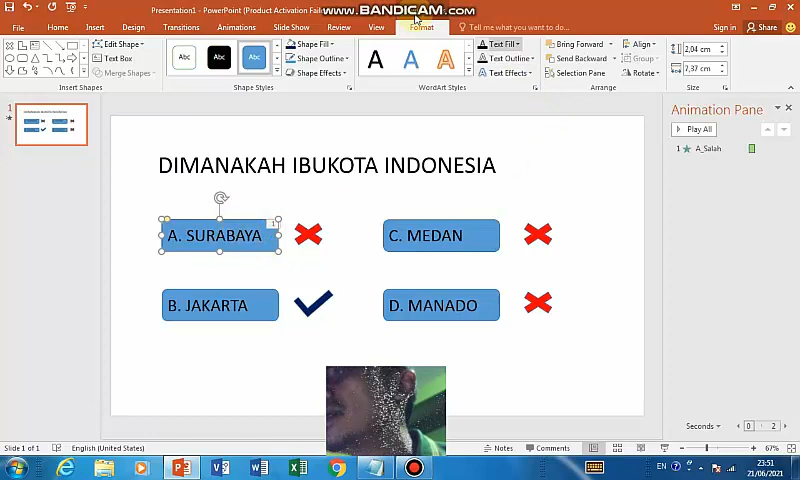 Presentation1 - PowerPoint (Product Activation Fail
www.BANDICAM.com
File Home Insert Design Transitions Animations Slide Show Review View Format Tell me what you want to do... Sign in Share
Edit Shape
Text Box
Merge Shapes
Insert Shapes
Abc Abc Abc
Shape Fill
Shape Outline
Shape Effects
Shape Styles
A A A
Text Fill
Text Outline
Text Effects
WordArt Styles
Bring Forward
Send Backward
Selection Pane
Align
Group
Rotate
Arrange
2,04 cm
7,37 cm
Size
1
DIMANAKAH IBUKOTA INDONESIA
1
A. SURABAYA
C. MEDAN
B. JAKARTA
D. MANADO
Animation Pane
Play All
1 A_Salah
Seconds 0 2
Slide 1 of 1 English (United States) Notes Comments 67%
EN 23:51
21/06/2021